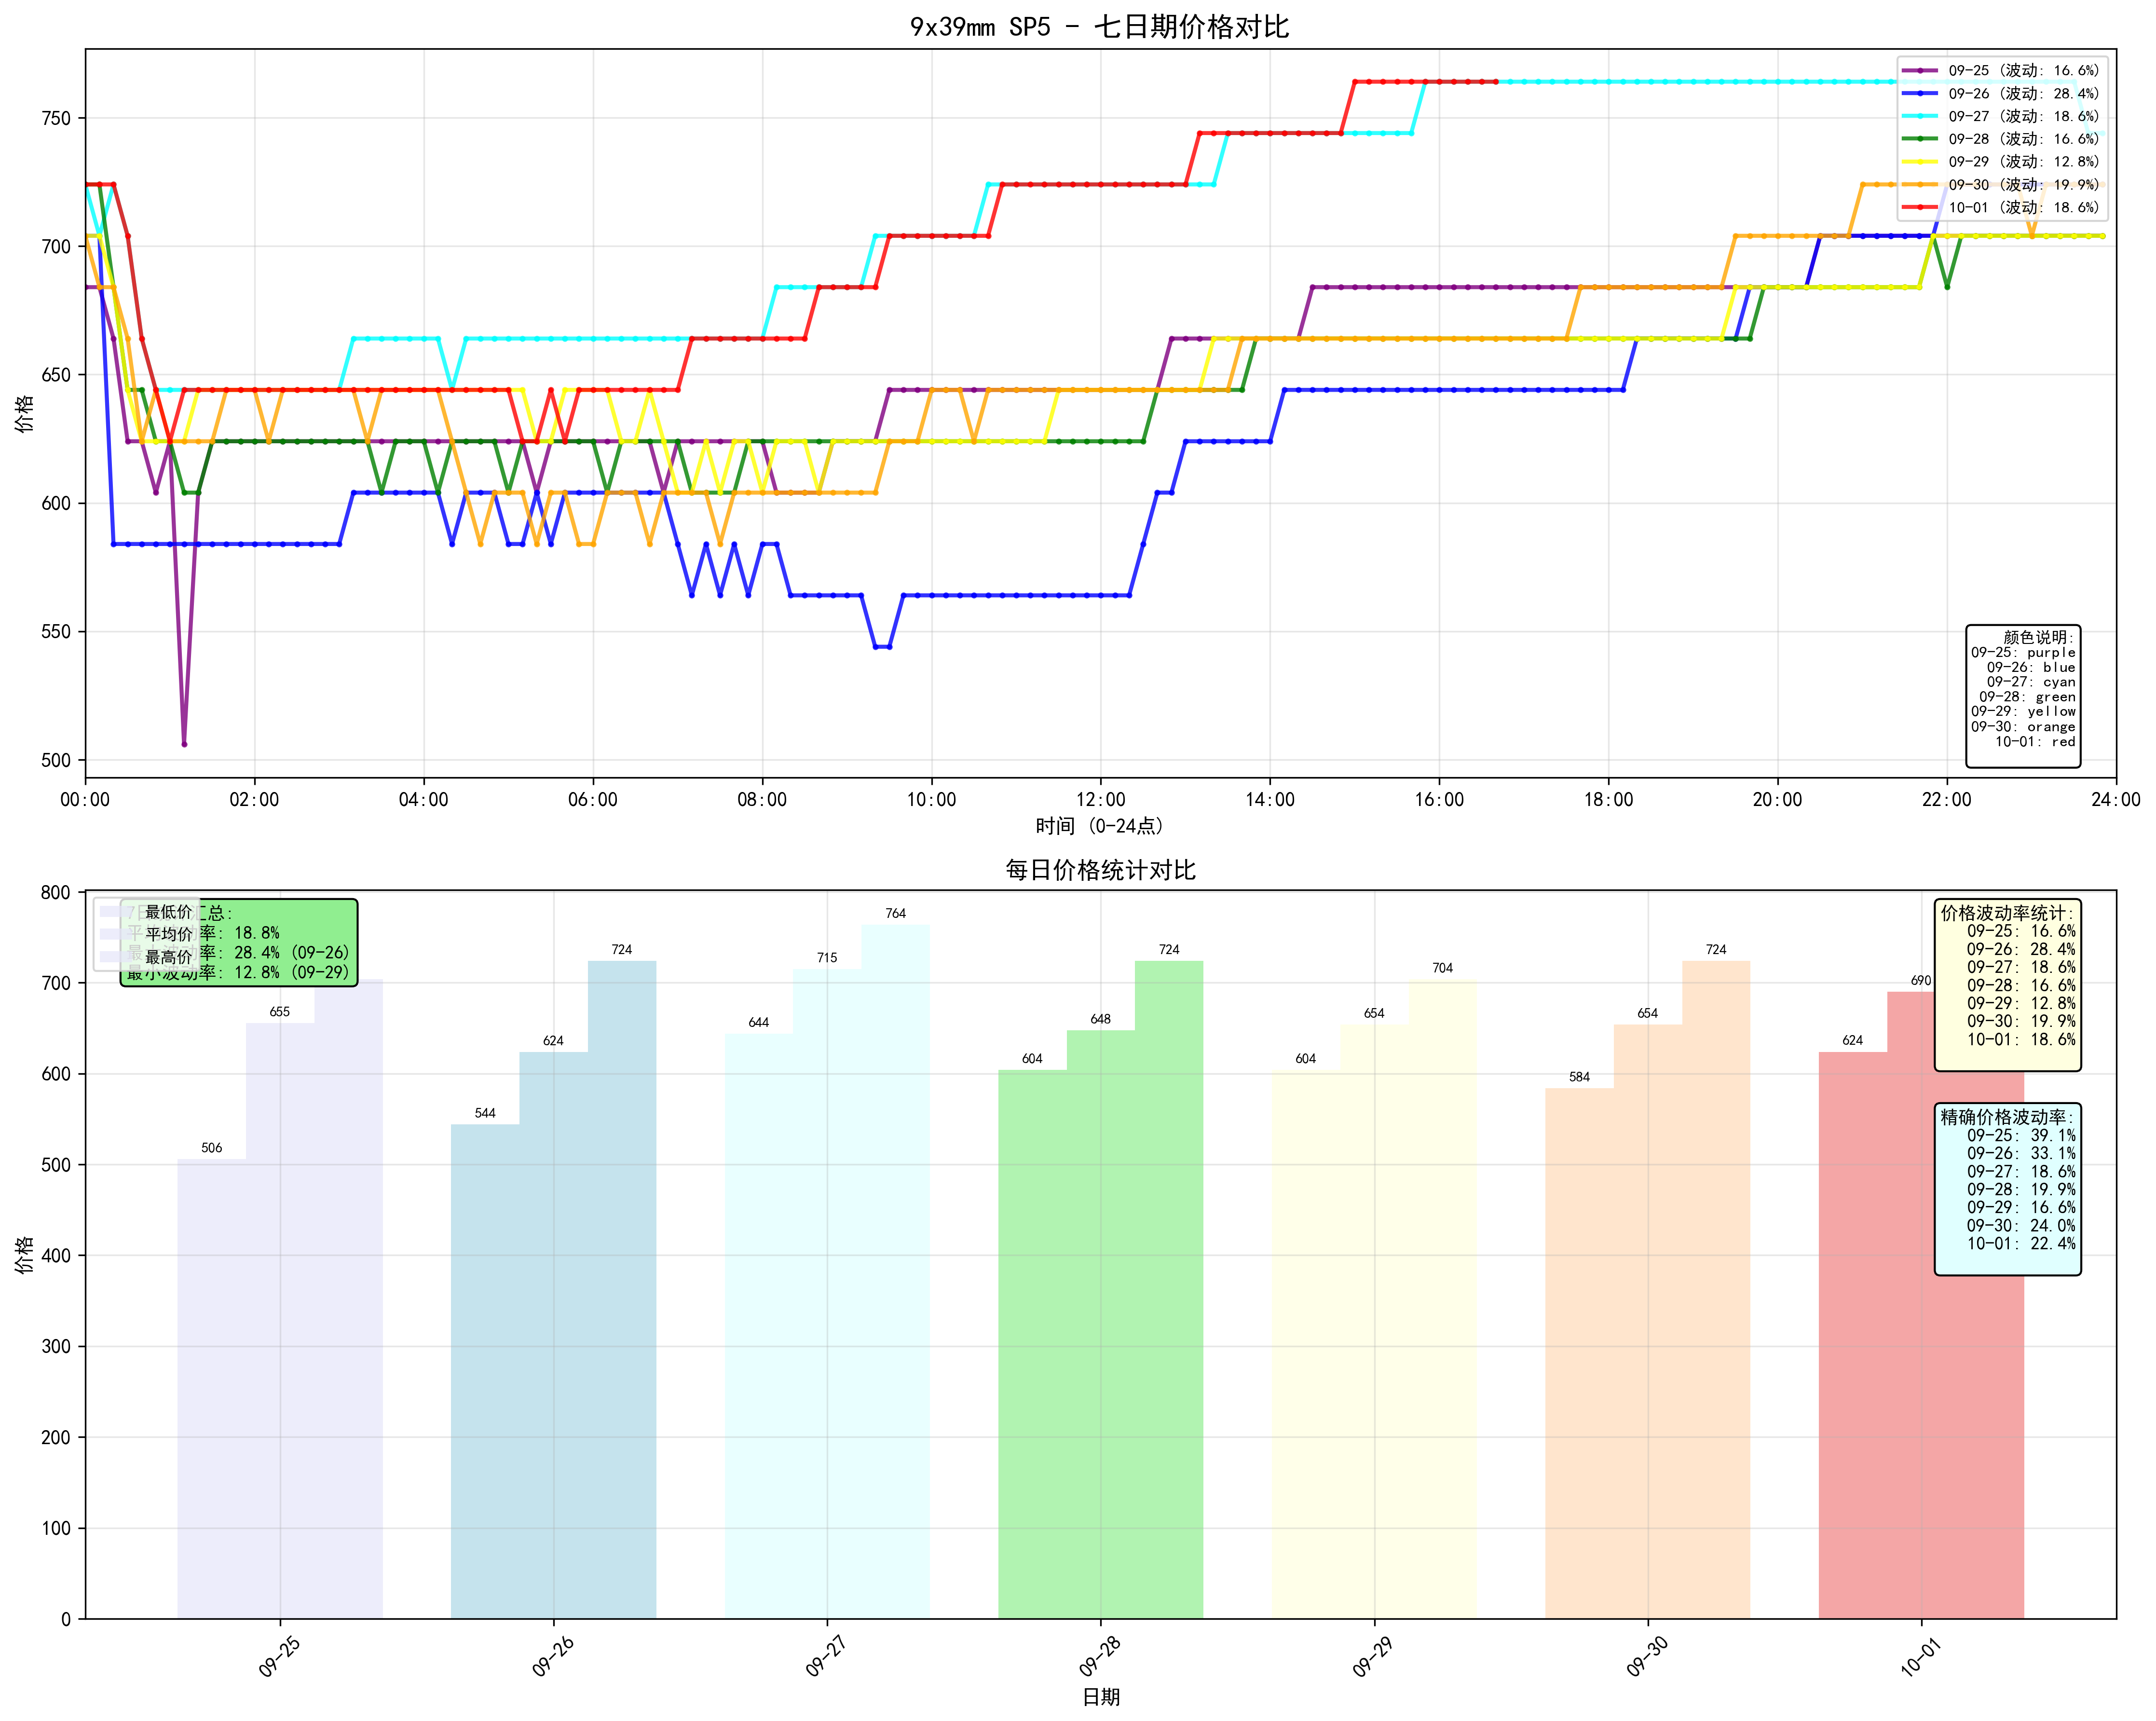 9x39mm SP5 - 七日期价格对比
价格
750
700
650
600
550
500
09-25 (波动: 16.6%)
09-26 (波动: 28.4%)
09-27 (波动: 18.6%)
09-28 (波动: 16.6%)
09-29 (波动: 12.8%)
09-30 (波动: 19.9%)
10-01 (波动: 18.6%)
颜色说明:
09-25: purple
09-26: blue
09-27: cyan
09-28: green
09-29: yellow
09-30: orange
10-01: red
00:00 02:00 04:00 06:00 08:00 10:00 12:00 14:00 16:00 18:00 20:00 22:00 24:00
时间 (0-24点)
每日价格统计对比
价格
800
700
600
500
400
300
200
100
0
最低价
平均价
最高价
汇总:
率: 18.8%
率: 28.4% (09-26)
最小波动率: 12.8% (09-29)
506 655
544 624 724
644 715 764
604 648 724
604 654 704
584 654 724
624 690
价格波动率统计:
09-25: 16.6%
09-26: 28.4%
09-27: 18.6%
09-28: 16.6%
09-29: 12.8%
09-30: 19.9%
10-01: 18.6%
精确价格波动率:
09-25: 39.1%
09-26: 33.1%
09-27: 18.6%
09-28: 19.9%
09-29: 16.6%
09-30: 24.0%
10-01: 22.4%
09-25 09-26 09-27 09-28 09-29 09-30 10-01
日期